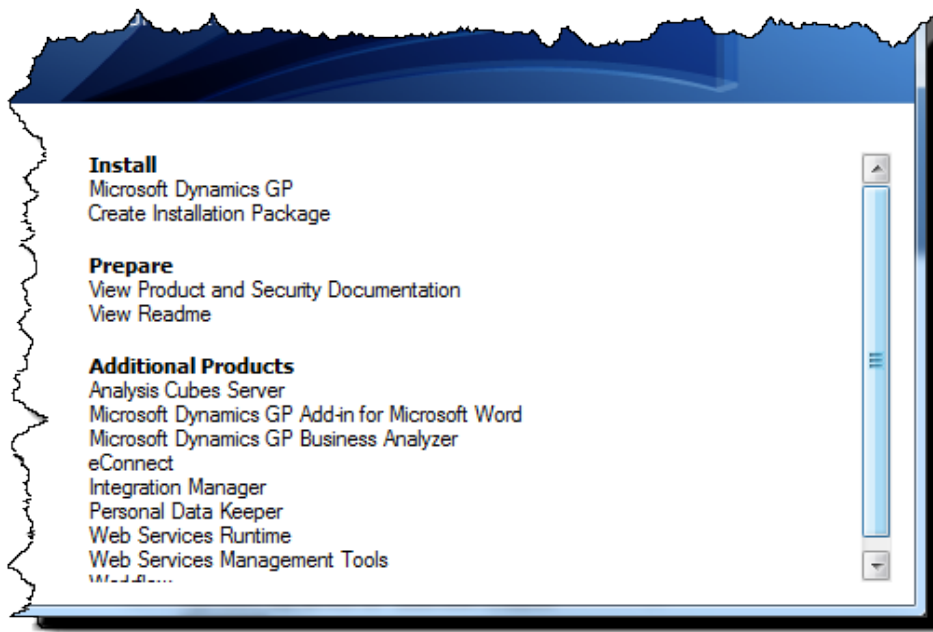 Install
Microsoft Dynamics GP
Create Installation Package
Prepare
View Product and Security Documentation
View Readme
Additional Products
Analysis Cubes Server
Microsoft Dynamics GP Add-in for Microsoft Word
Microsoft Dynamics GP Business Analyzer
eConnect
Integration Manager
Personal Data Keeper
Web Services Runtime
Web Services Management Tools